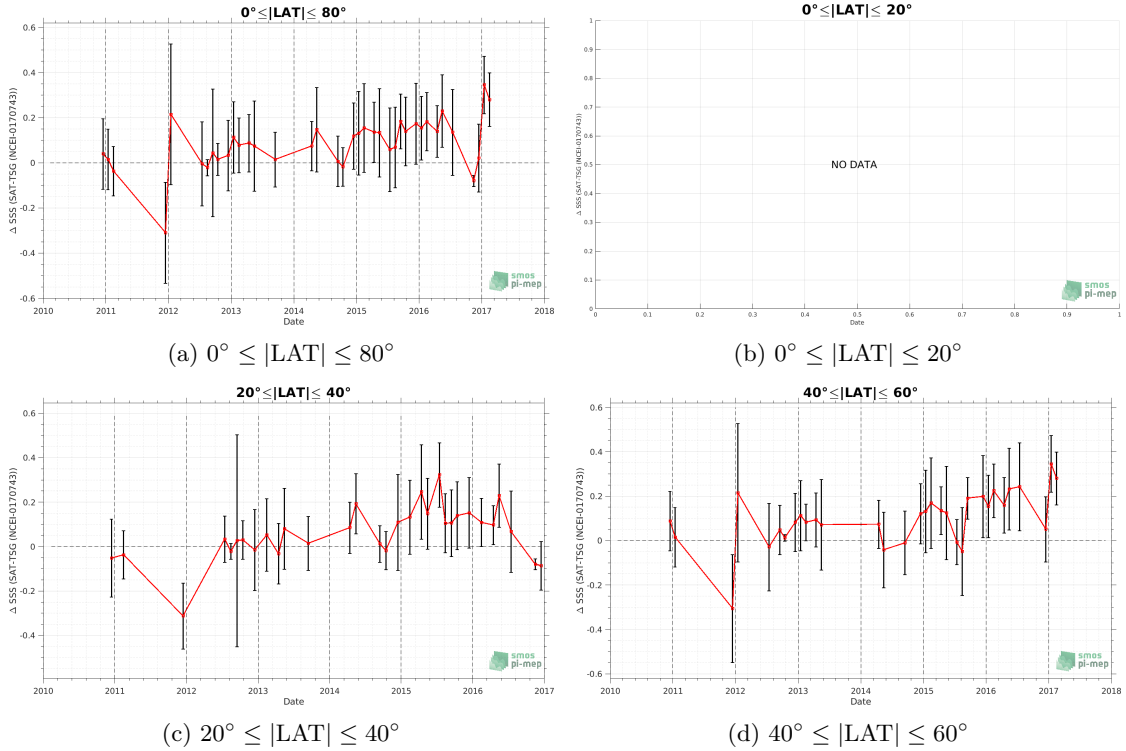 0°≤|LAT|≤ 80°
Δ SSS (SAT-TSG (NCEI-0170743))
0.6
0.4
0.2
0
-0.2
-0.4
-0.6
2010 2011 2012 2013 2014 2015 2016 2017 2018
Date
smos
pi-mep
(a) 0° ≤ |LAT| ≤ 80°
0°≤|LAT|≤ 20°
Δ SSS (SAT-TSG (NCEI-0170743))
1
0.9
0.8
0.7
0.6
0.5
0.4
0.3
0.2
0.1
0
NO DATA
0 0.1 0.2 0.3 0.4 0.5 0.6 0.7 0.8 0.9 1
Date
smos
pi-mep
(b) 0° ≤ |LAT| ≤ 20°
20°≤|LAT|≤ 40°
Δ SSS (SAT-TSG (NCEI-0170743))
0.6
0.4
0.2
0
-0.2
-0.4
2010 2011 2012 2013 2014 2015 2016 2017
Date
smos
pi-mep
(c) 20° ≤ |LAT| ≤ 40°
40°≤|LAT|≤ 60°
Δ SSS (SAT-TSG (NCEI-0170743))
0.6
0.4
0.2
0
-0.2
-0.4
-0.6
2010 2011 2012 2013 2014 2015 2016 2017 2018
Date
smos
pi-mep
(d) 40° ≤ |LAT| ≤ 60°